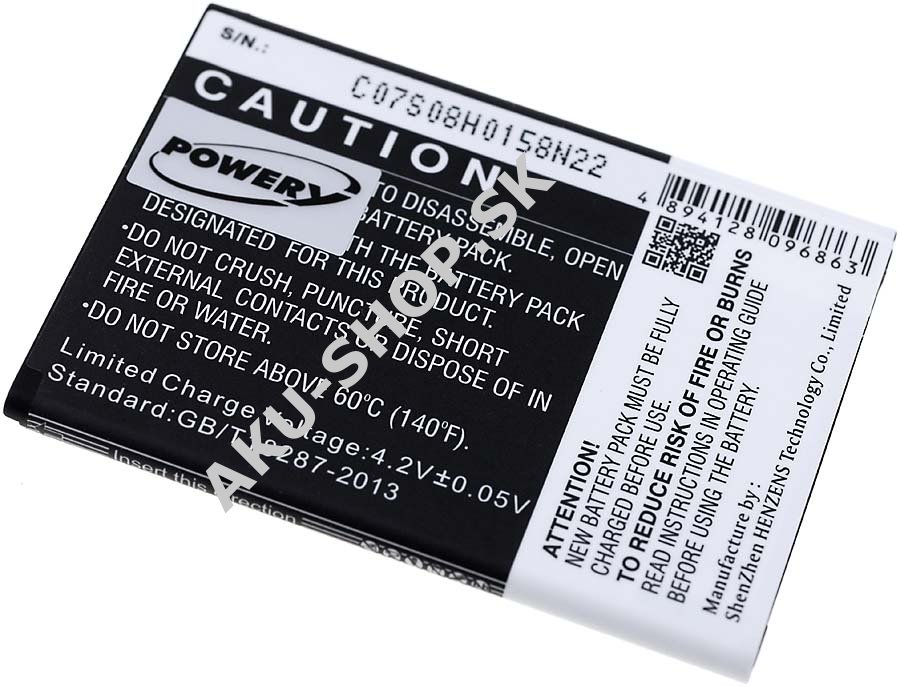 S/N.:
C07S08H0158N22
CAUTION
POWERY
TO DISASSEMBLE, OPEN
BATTERY PACK.
DESIGNATED FOR WITH THE BATTERY PACK
EXTERNAL CONTACTS OR DISPOSE OF IN
•DO NOT CRUSH, PUNCTURE, SHORT
THIS PRODUCT.
FIRE OR WATER.
•DO NOT STORE ABOVE 60°C (140°F).
Limited Charge Voltage: 4.2V±0.05V
Standard: GB/T 287-2013
Insert this end Direction
4 894128 096863
ATTENTION!
NEW BATTERY PACK MUST BE FULLY
CHARGED BEFORE USE.
TO REDUCE RISK OF FIRE OR BURNS
READ INSTRUCTIONS IN OPERATING GUIDE
BEFORE USING THE BATTERY.
Manufacture by:
ShenZhen HENZENS Technology Co., Limited
AKU-SHOP.SK